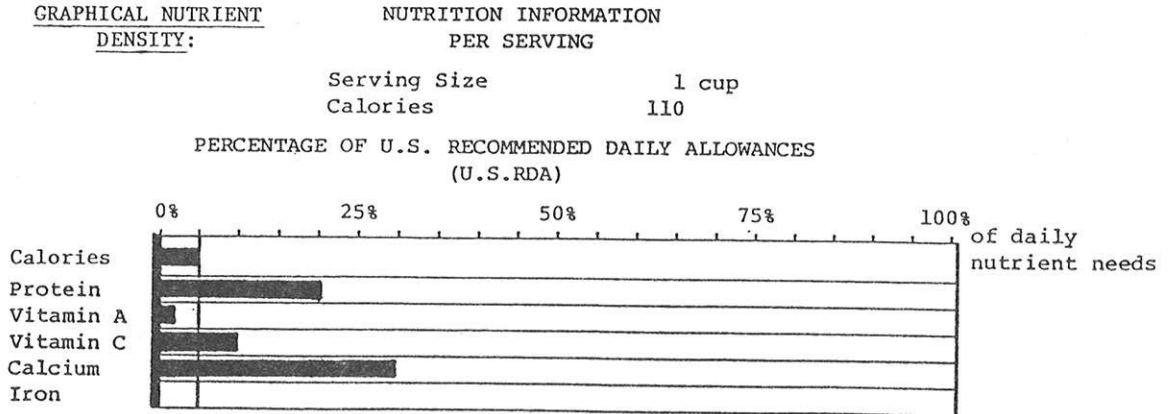 GRAPHICAL NUTRIENT DENSITY:
NUTRITION INFORMATION
PER SERVING
Serving Size 1 cup
Calories 110
PERCENTAGE OF U.S. RECOMMENDED DAILY ALLOWANCES
(U.S.RDA)
0% 25% 50% 75% 100%
of daily
nutrient needs
Calories
Protein
Vitamin A
Vitamin C
Calcium
Iron